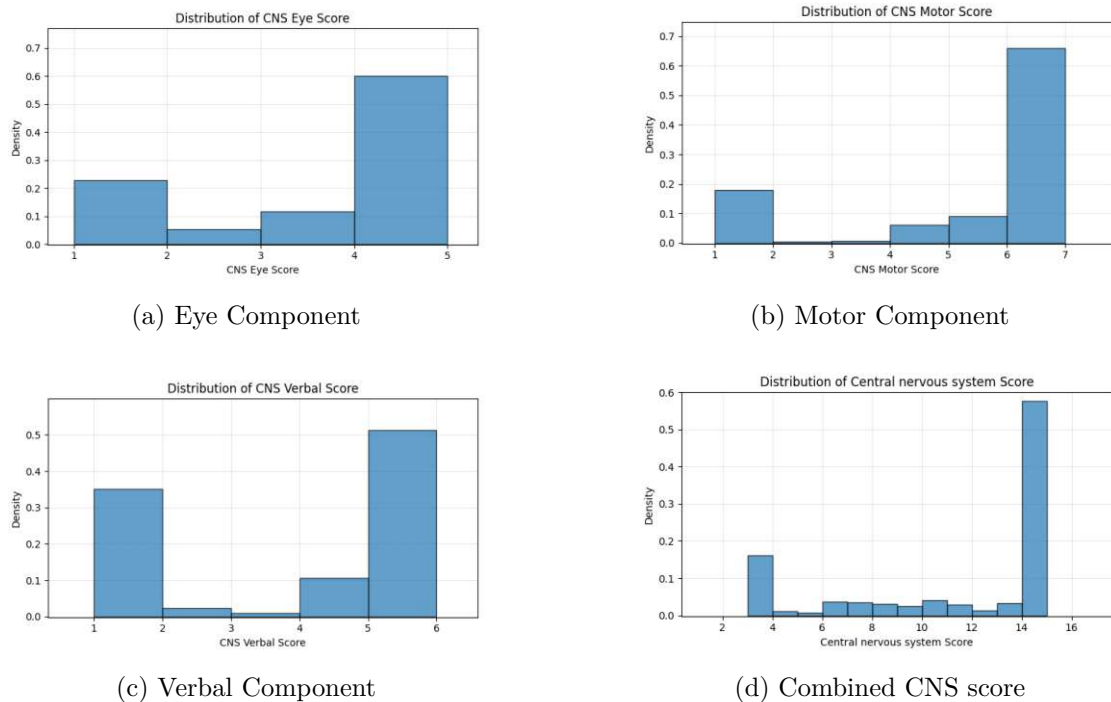 Distribution of CNS Eye Score
0.7
0.6
0.5
0.4
0.3
0.2
0.1
0.0
Density
1 2 3 4 5
CNS Eye Score
(a) Eye Component
Distribution of CNS Motor Score
0.7
0.6
0.5
0.4
0.3
0.2
0.1
0.0
Density
1 2 3 4 5 6 7
CNS Motor Score
(b) Motor Component
Distribution of CNS Verbal Score
0.5
0.4
0.3
0.2
0.1
0.0
Density
1 2 3 4 5 6
CNS Verbal Score
(c) Verbal Component
Distribution of Central nervous system Score
0.6
0.5
0.4
0.3
0.2
0.1
0.0
Density
2 4 6 8 10 12 14 16
Central nervous system Score
(d) Combined CNS score